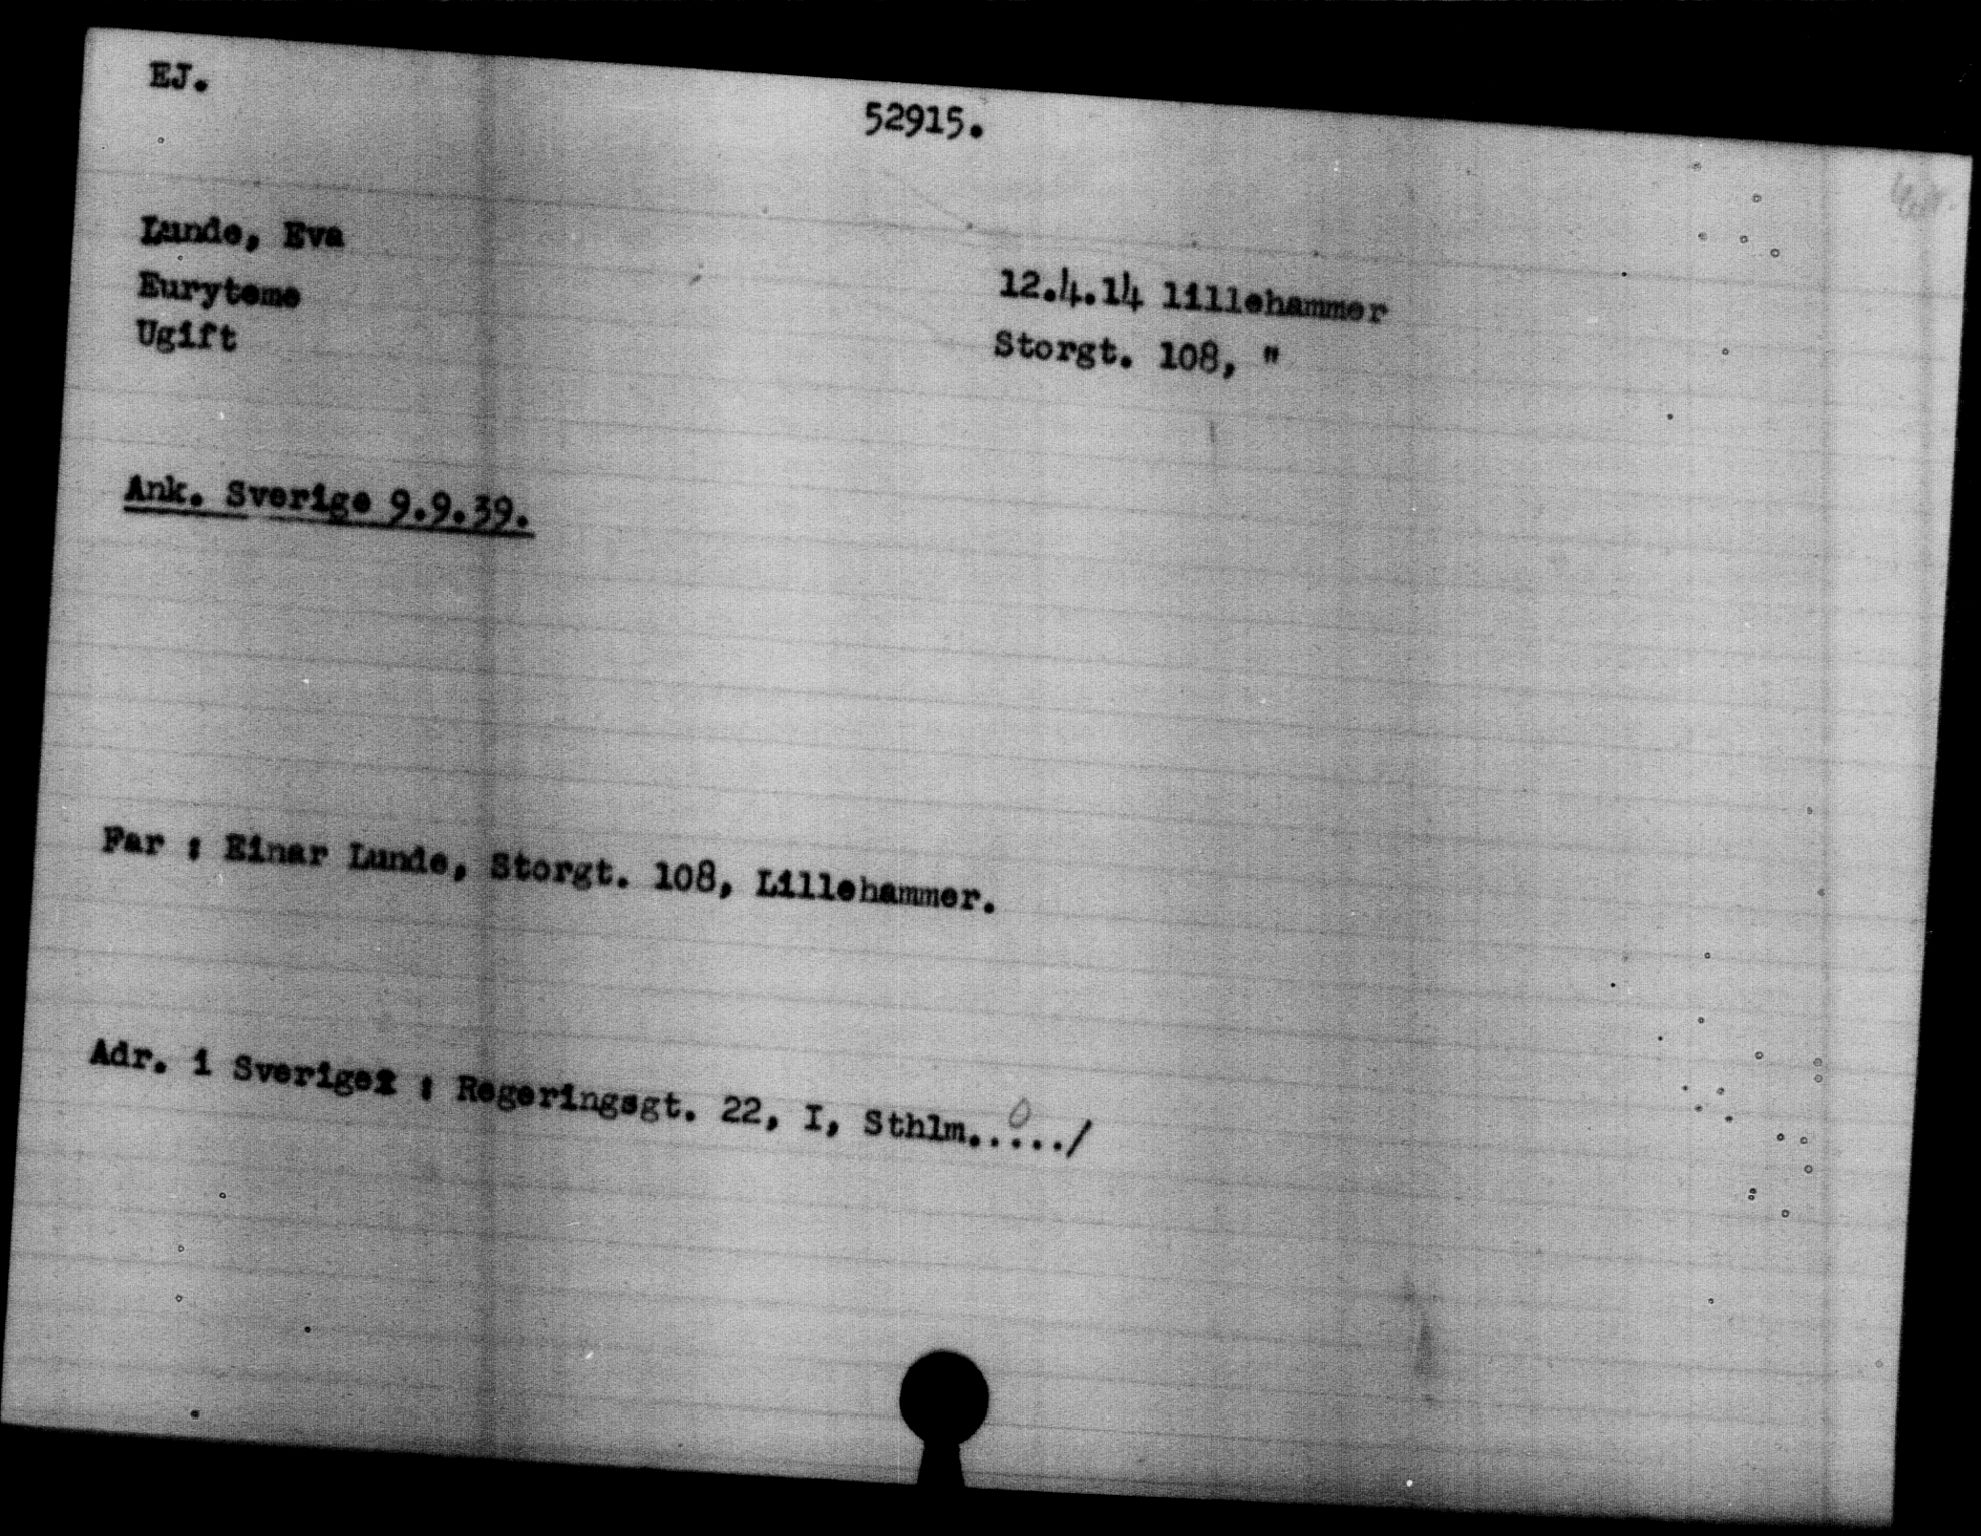 EJ.
52915.
Lunde, Eva
Euryteme
Ugift
12.4.14 lillehammer
Storgt. 108, "
Ank. Sverige 9.9.39.
Far : Einar Lunde, Storgt. 108, Lillehammer.
Adr. i Sverige : Regeringsgt. 22, I, Sthlm...../